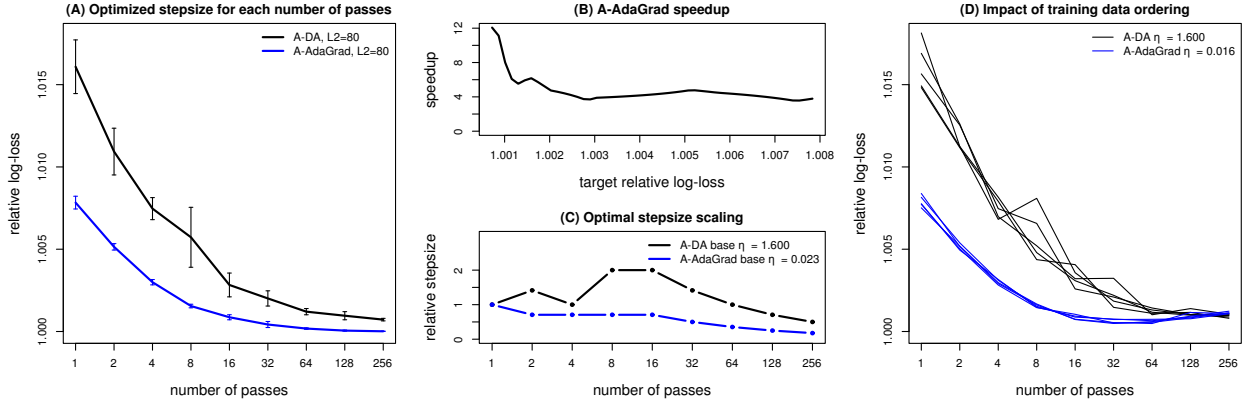 (A) Optimized stepsize for each number of passes
A-DA, L2=80
A-AdaGrad, L2=80
relative log-loss
1.015
1.010
1.005
1.000
1 2 4 8 16 32 64 128 256
number of passes
(B) A-AdaGrad speedup
speedup
12
8
4
0
1.001 1.002 1.003 1.004 1.005 1.006 1.007 1.008
target relative log-loss
(C) Optimal stepsize scaling
A-DA base η = 1.600
A-AdaGrad base η = 0.023
relative stepsize
2
1
0
1 2 4 8 16 32 64 128 256
number of passes
(D) Impact of training data ordering
A-DA η = 1.600
A-AdaGrad η = 0.016
relative log-loss
1.015
1.010
1.005
1.000
1 2 4 8 16 32 64 128 256
number of passes